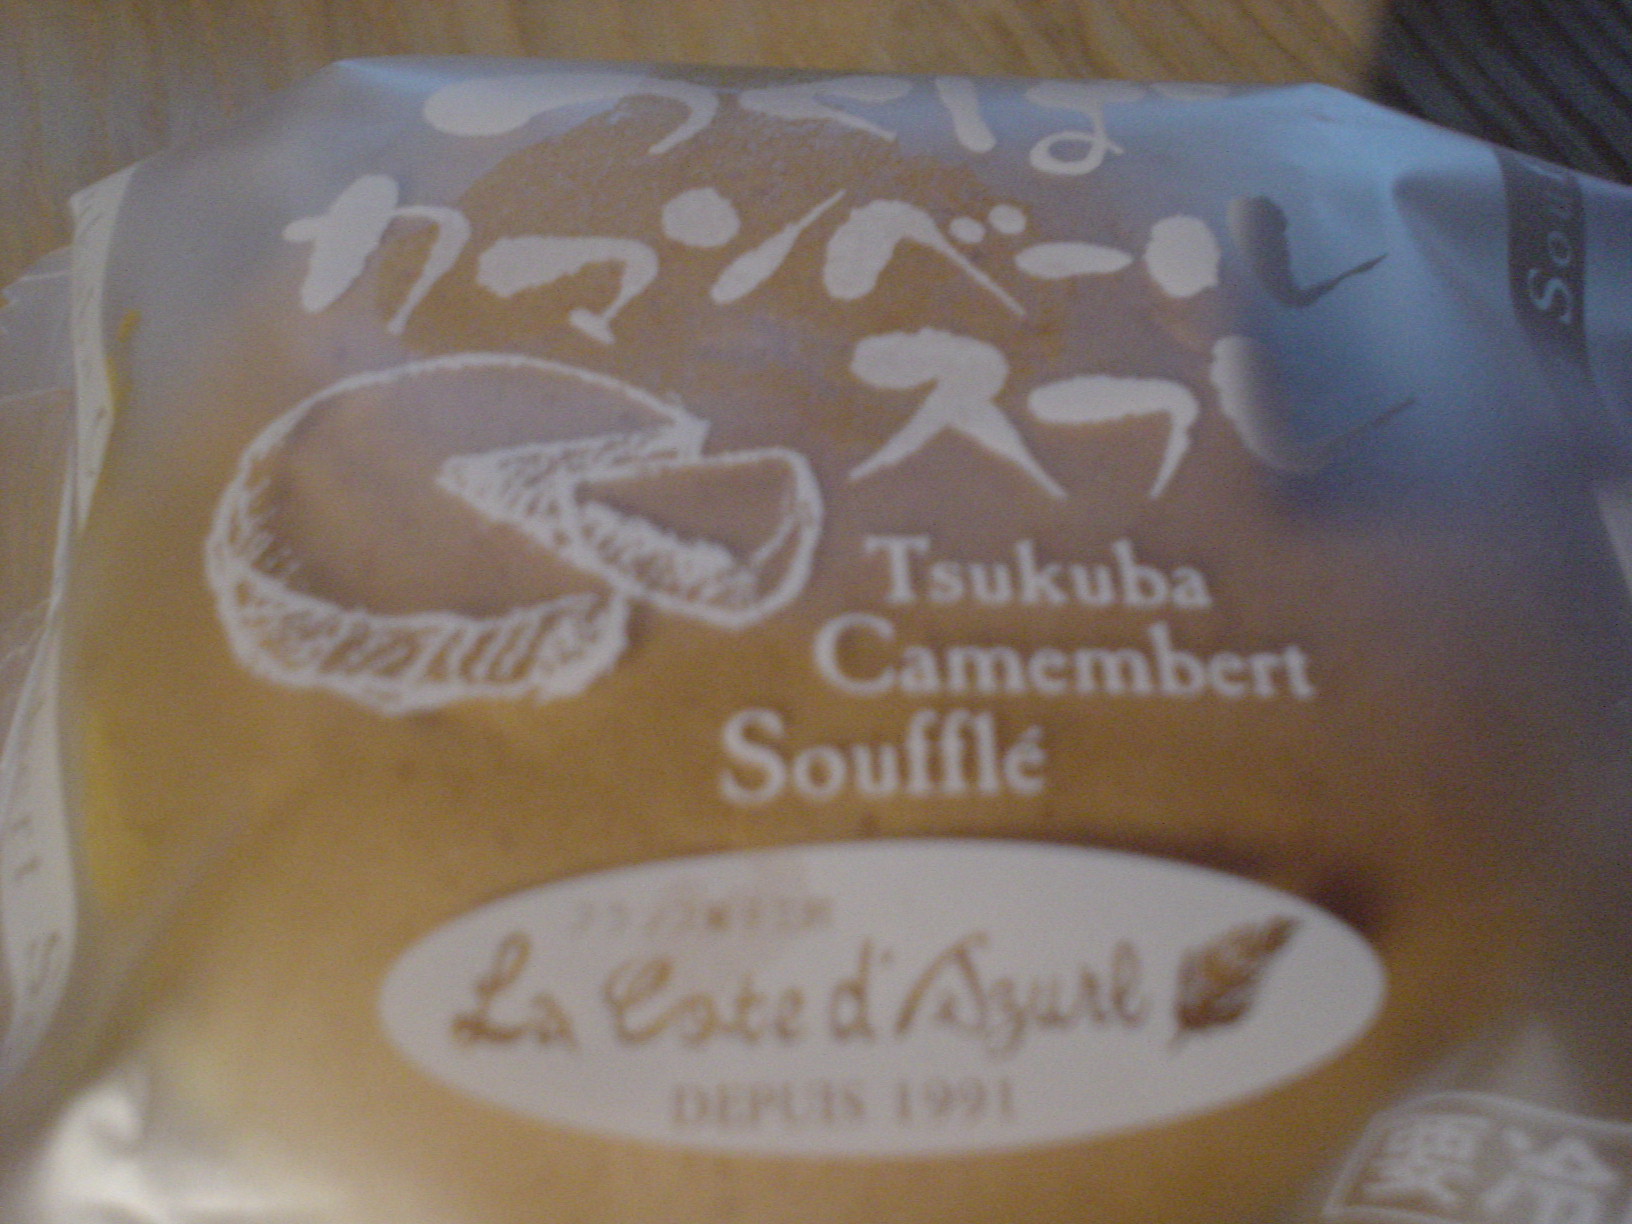 つくば
カマンベール
スフレ
Tsukuba
Camembert
Soufflé
La Cote d'Azurl
DEPUIS 1991
要冷